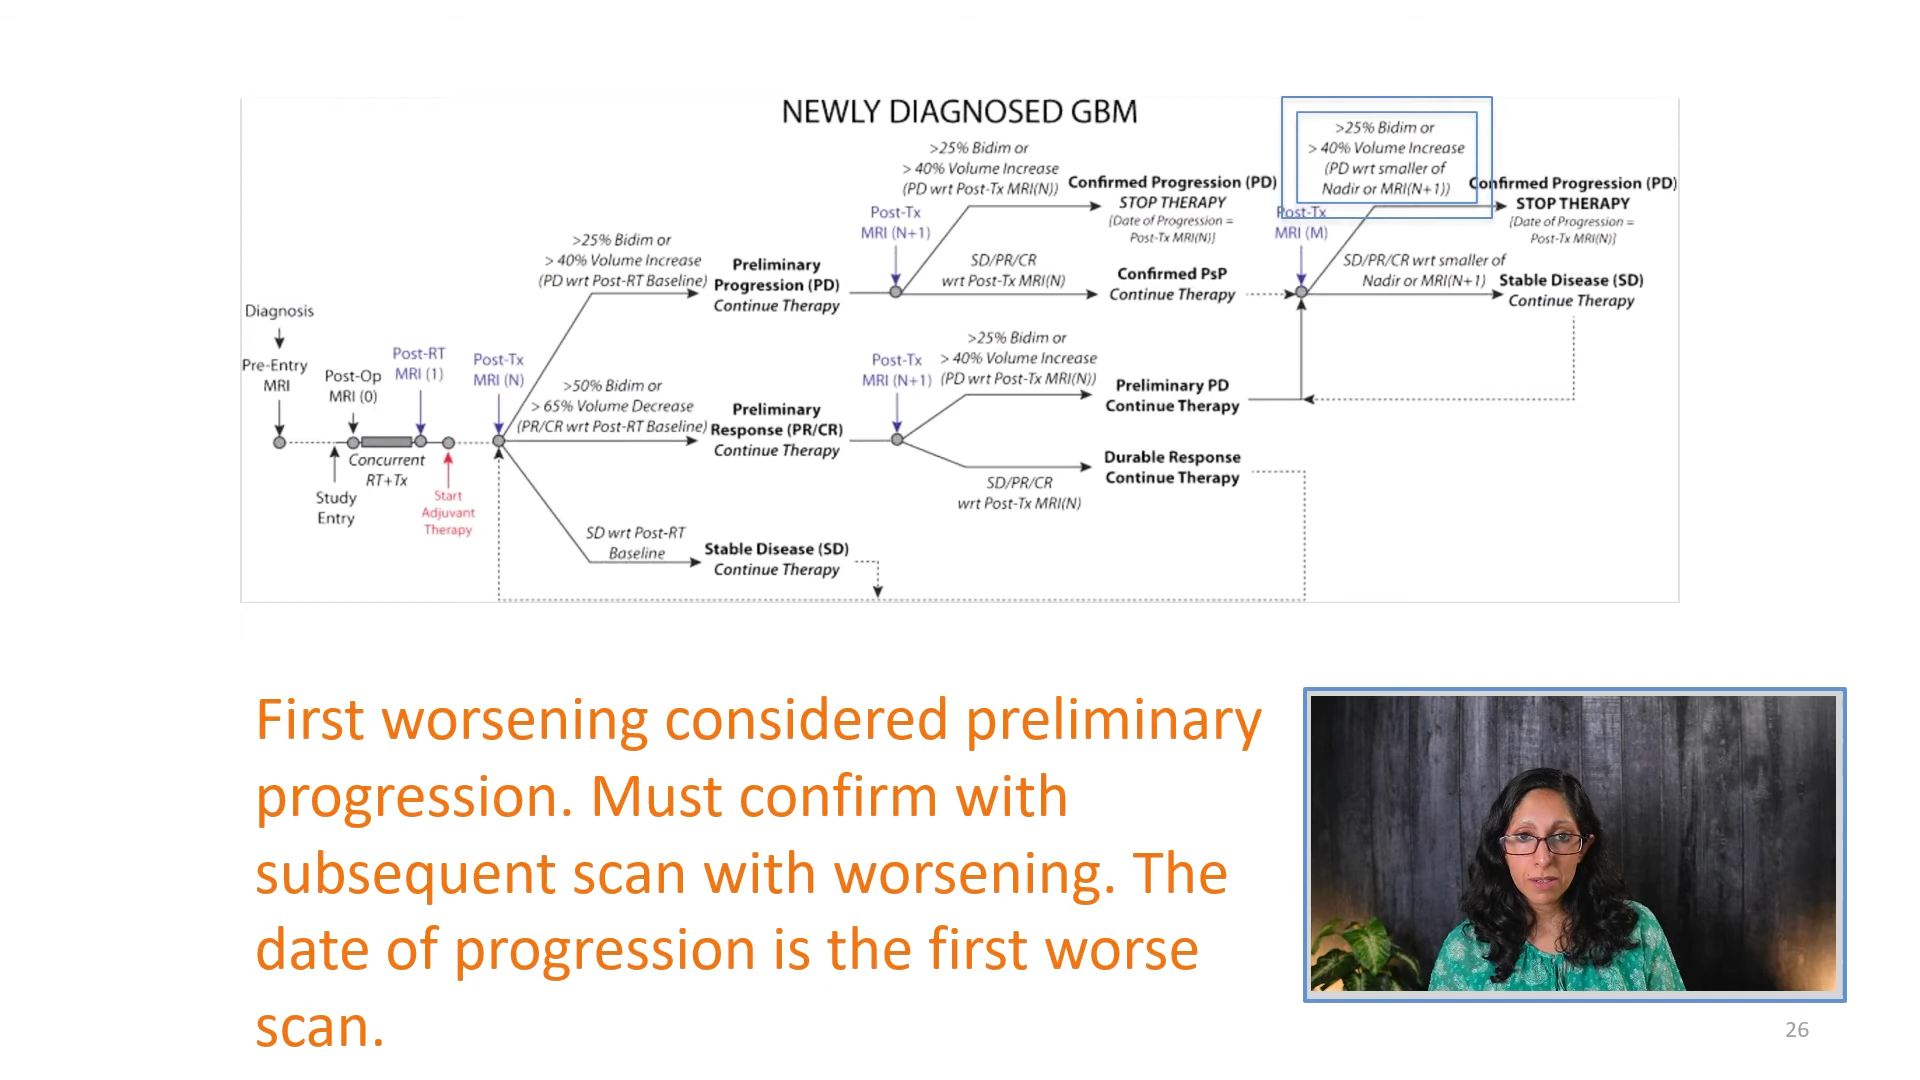 NEWLY DIAGNOSED GBM
Diagnosis
Pre-Entry
MRI
Post-Op
MRI (0)
Post-RT
MRI (1)
Post-Tx
MRI (N)
Concurrent
RT+Tx
Study
Entry
Start
Adjuvant
Therapy
>25% Bidim or
> 40% Volume Increase
(PD wrt Post-RT Baseline)
Preliminary
Progression (PD)
Continue Therapy
>50% Bidim or
> 65% Volume Decrease
(PR/CR wrt Post-RT Baseline)
Preliminary
Response (PR/CR)
Continue Therapy
SD wrt Post-RT
Baseline
Stable Disease (SD)
Continue Therapy
Post-Tx
MRI (N+1)
>25% Bidim or
> 40% Volume Increase
(PD wrt Post-Tx MRI(N))
Confirmed Progression (PD)
STOP THERAPY
[Date of Progression =
Post-Tx MRI(N)]
SD/PR/CR
wrt Post-Tx MRI(N)
Confirmed PsP
Continue Therapy
Post-Tx
MRI (N+1)
>25% Bidim or
> 40% Volume Increase
(PD wrt Post-Tx MRI(N))
Preliminary PD
Continue Therapy
SD/PR/CR
wrt Post-Tx MRI(N)
Durable Response
Continue Therapy
Post-Tx
MRI (M)
>25% Bidim or
> 40% Volume Increase
(PD wrt smaller of
Nadir or MRI(N+1))
Confirmed Progression (PD)
STOP THERAPY
[Date of Progression =
Post-Tx MRI(N)]
SD/PR/CR wrt smaller of
Nadir or MRI(N+1)
Stable Disease (SD)
Continue Therapy
First worsening considered preliminary
progression. Must confirm with
subsequent scan with worsening. The
date of progression is the first worse
scan.
26